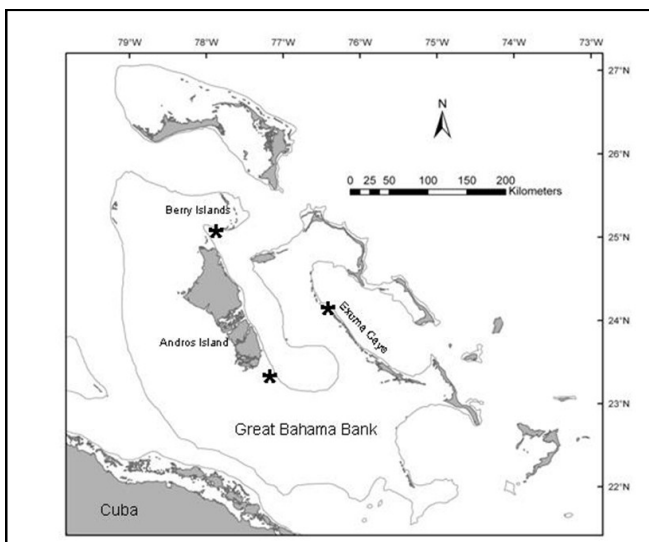 79°W 78°W 77°W 76°W 75°W 74°W 73°W
27°N
N
26°N
0 25 50 100 150 200
Kilometers
Berry Islands
25°N
Exuma Cays
24°N
Andros Island
23°N
Great Bahama Bank
22°N
Cuba